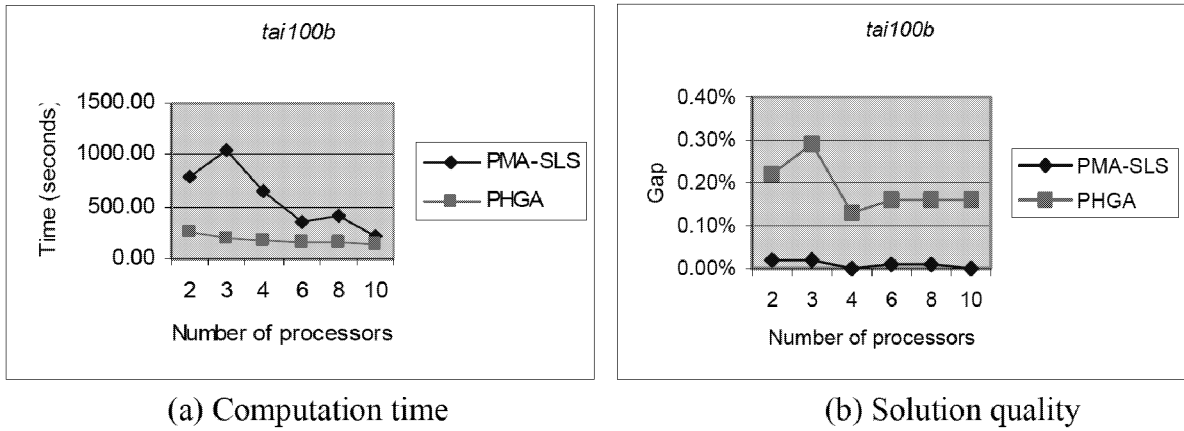 tai100b
Time (seconds)
1500.00
1000.00
500.00
0.00
2 3 4 6 8 10
Number of processors
PMA-SLS
PHGA
(a) Computation time
tai100b
Gap
0.40%
0.30%
0.20%
0.10%
0.00%
2 3 4 6 8 10
Number of processors
PMA-SLS
PHGA
(b) Solution quality